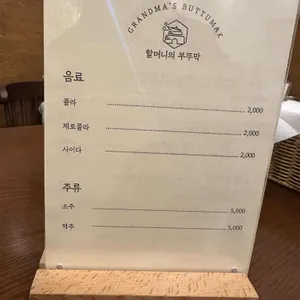 GRANDMA'S BUTTUMAK
할머니의 부뚜막
음료
콜라 2,000
제로콜라 2,000
사이다 2,000
주류
소주 5,000
맥주 5,000